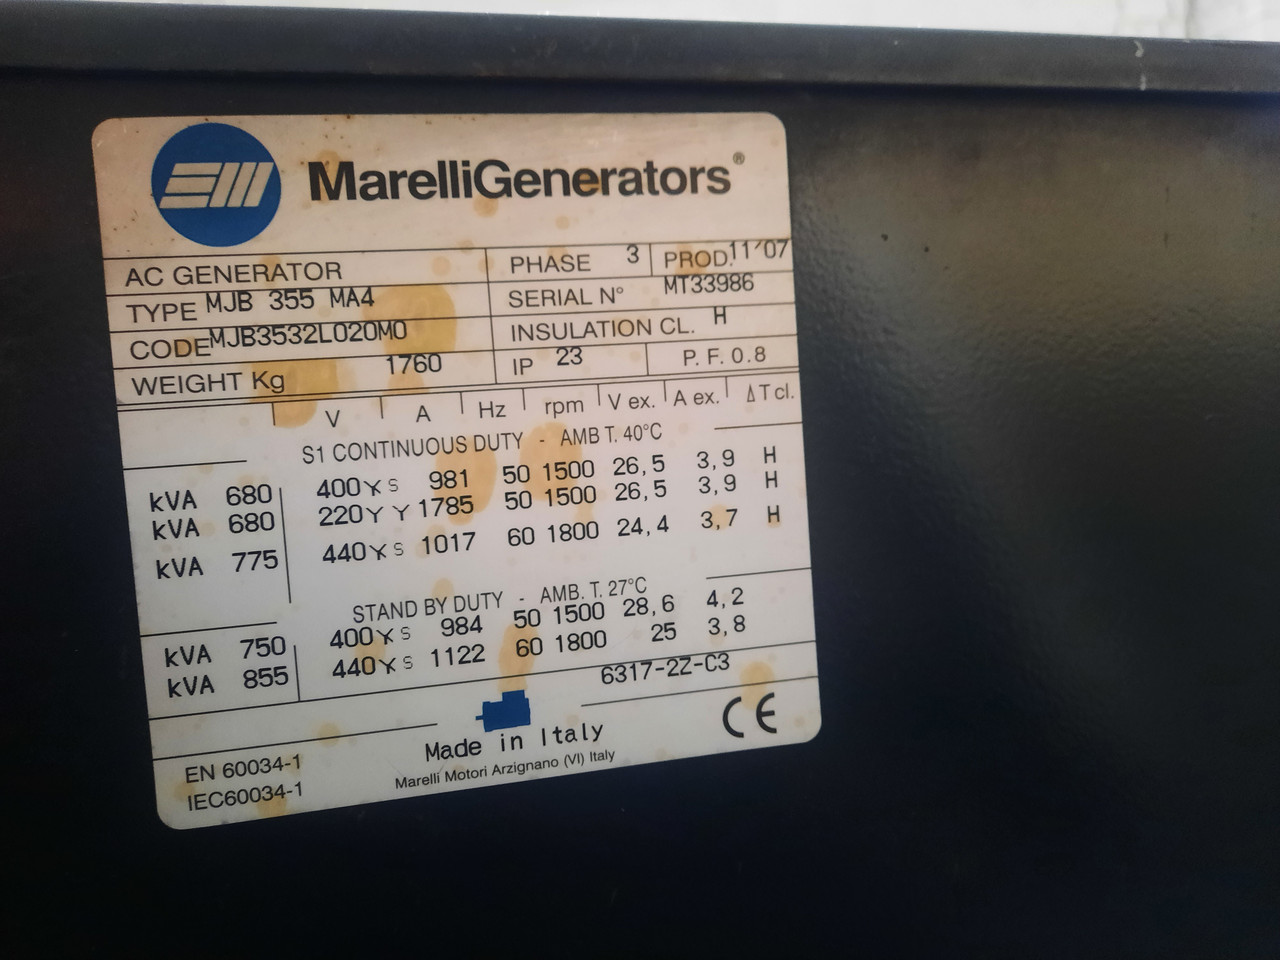 MarelliGenerators®
AC GENERATOR PHASE 3 PROD. 11'07
TYPE MJB 355 MA4 SERIAL N° MT33986
CODE MJB3532L020M0 INSULATION CL. H
WEIGHT Kg 1760 IP 23 P. F. 0.8
V A Hz rpm V ex. A ex. ΔT cl.
S1 CONTINUOUS DUTY - AMB T. 40°C
kVA 680 400YS 981 50 1500 26,5 3,9 H
kVA 680 220YY 1785 50 1500 26,5 3,9 H
kVA 775 440YS 1017 60 1800 24,4 3,7 H
STAND BY DUTY - AMB. T. 27°C
kVA 750 400YS 984 50 1500 28,6 4,2
kVA 855 440YS 1122 60 1800 25 3,8
6317-2Z-C3
CE
Made in Italy
Marelli Motori Arzignano (VI) Italy
EN 60034-1
IEC60034-1